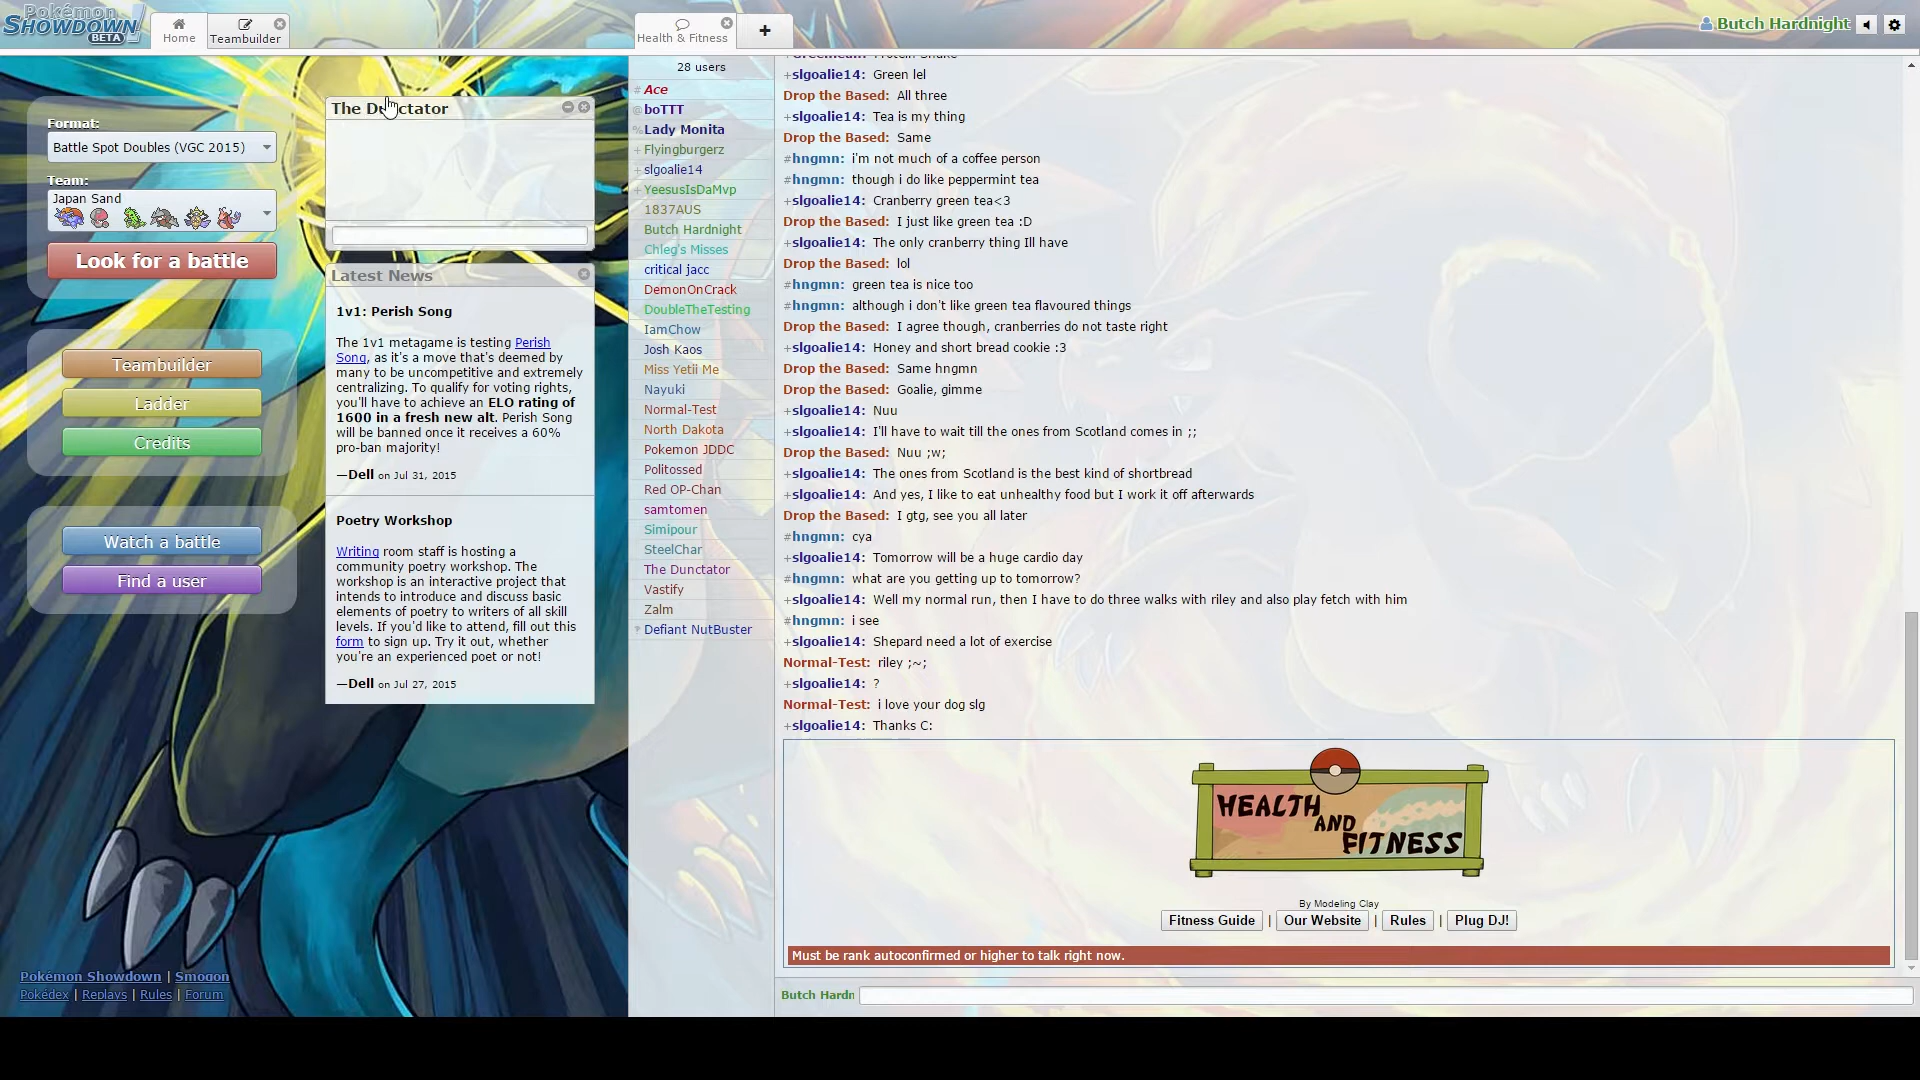 Pokémon
SHOWDOWN!
BETA
Home
Teambuilder
Health & Fitness
+
Butch Hardnight
Format:
Battle Spot Doubles (VGC 2015)
Team:
Japan Sand
Look for a battle
Teambuilder
Ladder
Credits
Watch a battle
Find a user
Pokémon Showdown | Smogon
Pokédex | Replays | Rules | Forum
The Dunctator
Latest News
1v1: Perish Song
The 1v1 metagame is testing Perish
Song, as it's a move that's deemed by
many to be uncompetitive and extremely
centralizing. To qualify for voting rights,
you'll have to achieve an ELO rating of
1600 in a fresh new alt. Perish Song
will be banned once it receives a 60%
pro-ban majority!
—Dell on Jul 31, 2015
Poetry Workshop
Writing room staff is hosting a
community poetry workshop. The
workshop is an interactive project that
intends to introduce and discuss basic
elements of poetry to writers of all skill
levels. If you'd like to attend, fill out this
form to sign up. Try it out, whether
you're an experienced poet or not!
—Dell on Jul 27, 2015
28 users
#Ace
@boTTT
%Lady Monita
+Flyingburgerz
+slgoalie14
+YeesusIsDaMvp
1837AUS
Butch Hardnight
Chleg's Misses
critical jacc
DemonOnCrack
DoubleTheTesting
IamChow
Josh Kaos
Miss Yetii Me
Nayuki
Normal-Test
North Dakota
Pokemon JDDC
Politossed
Red OP-Chan
samtomen
Simipour
SteelChar
The Dunctator
Vastify
Zalm
?Defiant NutBuster
+slgoalie14: Green lel
Drop the Based: All three
+slgoalie14: Tea is my thing
Drop the Based: Same
#hngmn: i'm not much of a coffee person
#hngmn: though i do like peppermint tea
+slgoalie14: Cranberry green tea<3
Drop the Based: I just like green tea :D
+slgoalie14: The only cranberry thing Ill have
Drop the Based: lol
#hngmn: green tea is nice too
#hngmn: although i don't like green tea flavoured things
Drop the Based: I agree though, cranberries do not taste right
+slgoalie14: Honey and short bread cookie :3
Drop the Based: Same hngmn
Drop the Based: Goalie, gimme
+slgoalie14: Nuu
+slgoalie14: I'll have to wait till the ones from Scotland comes in ;;
Drop the Based: Nuu ;w;
+slgoalie14: The ones from Scotland is the best kind of shortbread
+slgoalie14: And yes, I like to eat unhealthy food but I work it off afterwards
Drop the Based: I gtg, see you all later
#hngmn: cya
+slgoalie14: Tomorrow will be a huge cardio day
#hngmn: what are you getting up to tomorrow?
+slgoalie14: Well my normal run, then I have to do three walks with riley and also play fetch with him
#hngmn: i see
+slgoalie14: Shepard need a lot of exercise
Normal-Test: riley ;~;
+slgoalie14: ?
Normal-Test: i love your dog slg
+slgoalie14: Thanks C:
HEALTH
AND
FITNESS
By Modeling Clay
Fitness Guide | Our Website | Rules | Plug DJ!
Must be rank autoconfirmed or higher to talk right now.
Butch Hardn